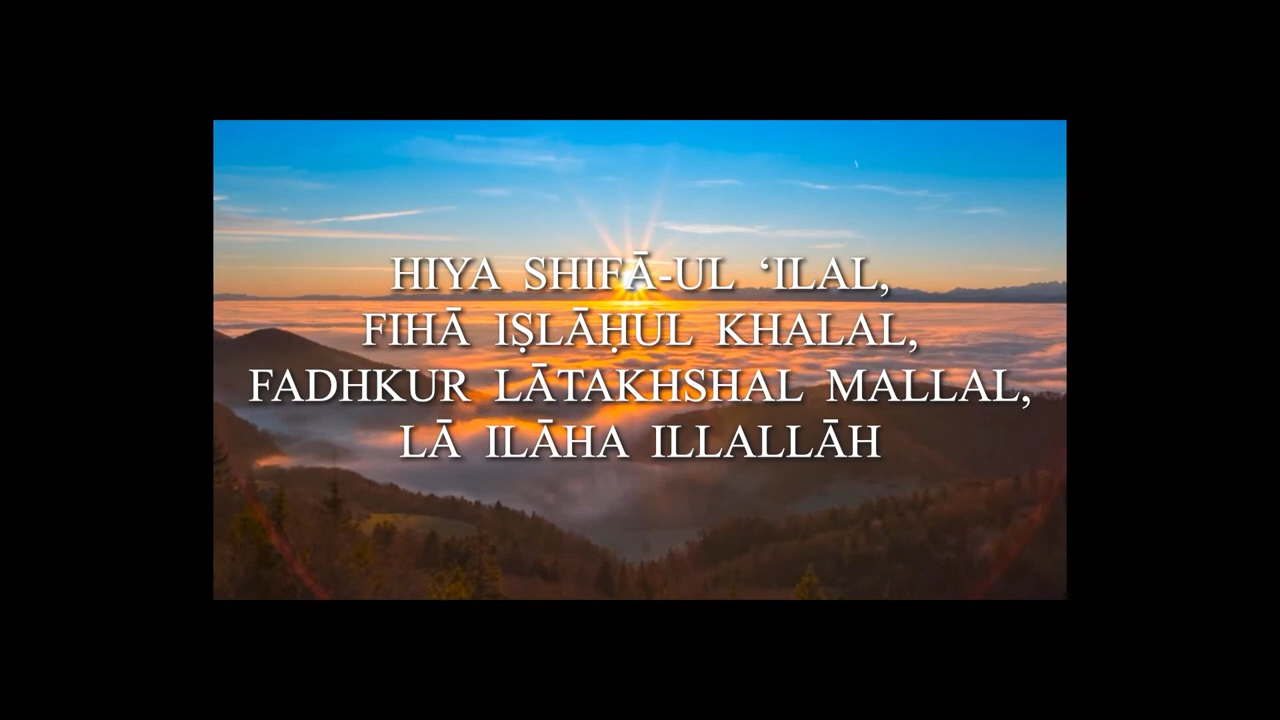 HIYA SHIFĀ-UL ‘ILAL,
FIHĀ IṢLĀḤUL KHALAL,
FADHKUR LĀTAKHSHAL MALLAL,
LĀ ILĀHA ILLALLĀH